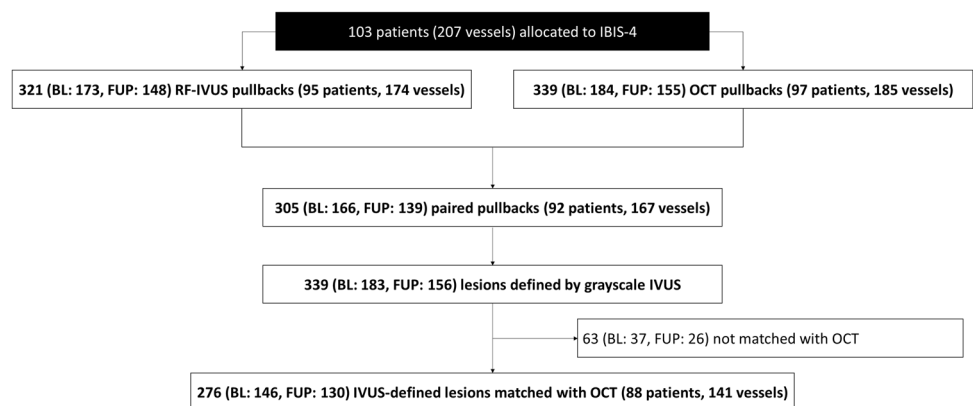 103 patients (207 vessels) allocated to IBIS-4
321 (BL: 173, FUP: 148) RF-IVUS pullbacks (95 patients, 174 vessels)
339 (BL: 184, FUP: 155) OCT pullbacks (97 patients, 185 vessels)
305 (BL: 166, FUP: 139) paired pullbacks (92 patients, 167 vessels)
339 (BL: 183, FUP: 156) lesions defined by grayscale IVUS
63 (BL: 37, FUP: 26) not matched with OCT
276 (BL: 146, FUP: 130) IVUS-defined lesions matched with OCT (88 patients, 141 vessels)